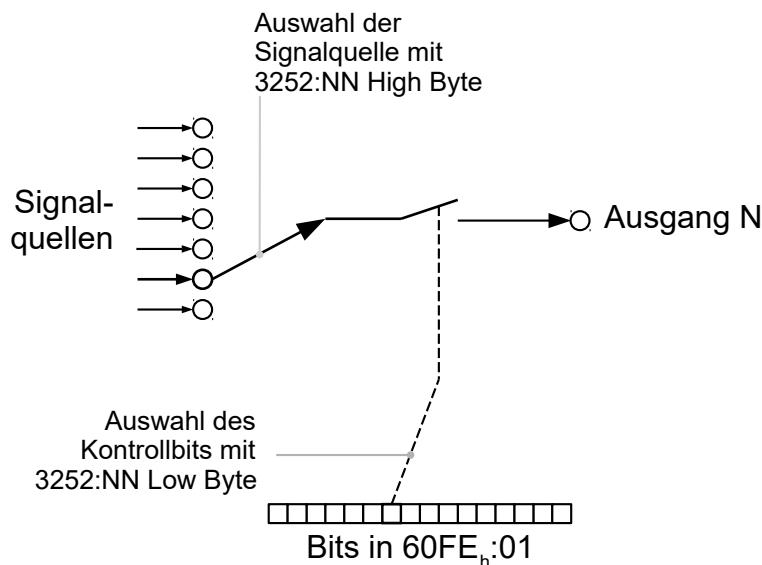 Auswahl der
Signalquelle mit
3252:NN High Byte
Signal-
quellen
Ausgang N
Auswahl des
Kontrollbits mit
3252:NN Low Byte
Bits in 60FEₕ:01